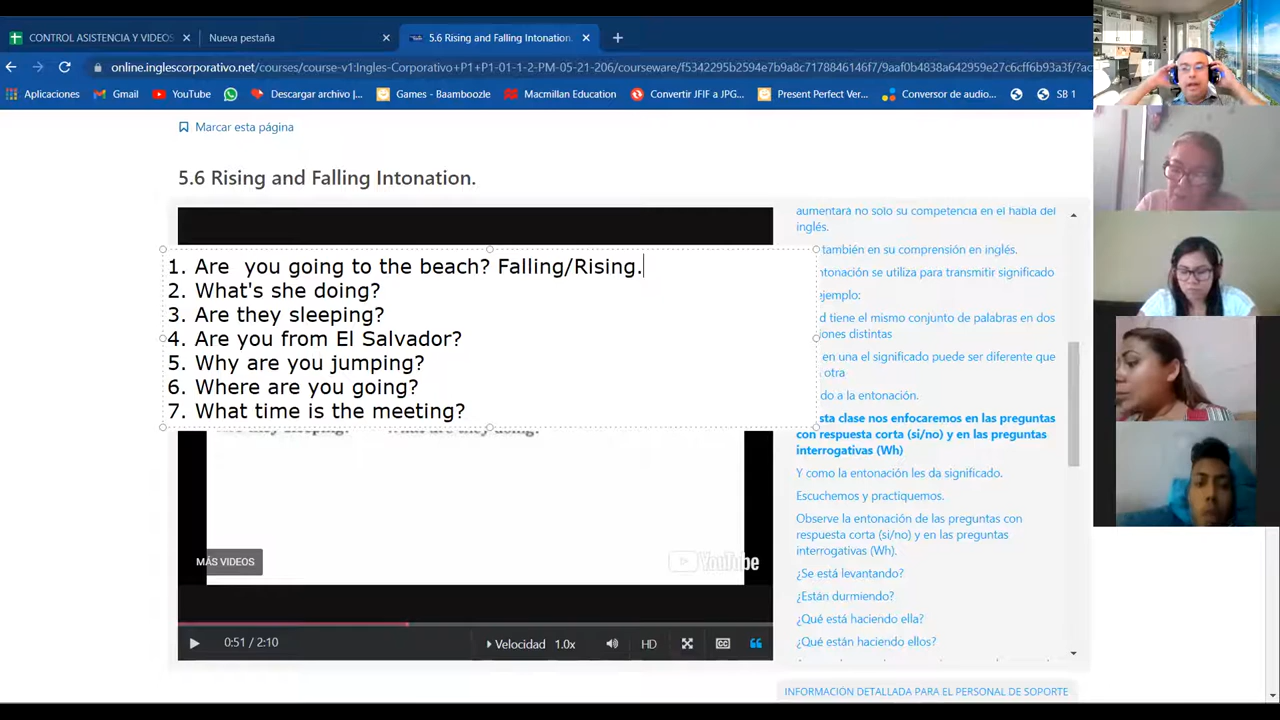 CONTROL ASISTENCIA Y VIDEOS
Nueva pestaña
5.6 Rising and Falling Intonation.
online.inglescorporativo.net/courses/course-v1:Ingles-Corporativo+P1+P1-01-1-2-PM-05-21-206/courseware/f5342295b2594e7b9a8c7178846146f7/9aaf0b4838a642959e27c6cff6b93a3f/?ac
Aplicaciones
Gmail
YouTube
Descargar archivo |...
Games - Baamboozle
Macmillan Education
Convertir JFIF a JPG...
Present Perfect Ver...
Conversor de audio...
SB 1
Marcar esta página
5.6 Rising and Falling Intonation.
1. Are you going to the beach? Falling/Rising.
2. What's she doing?
3. Are they sleeping?
4. Are you from El Salvador?
5. Why are you jumping?
6. Where are you going?
7. What time is the meeting?
MÁS VIDEOS
YouTube
0:51 / 2:10
Velocidad 1.0x
HD
aumentará no solo su competencia en el habla del
inglés.
también en su comprensión en inglés.
entonación se utiliza para transmitir significado
ejemplo:
d tiene el mismo conjunto de palabras en dos
iones distintas
en una el significado puede ser diferente que
a otra
do a la entonación.
sta clase nos enfocaremos en las preguntas
con respuesta corta (si/no) y en las preguntas
interrogativas (Wh)
Y como la entonación les da significado.
Escuchemos y practiquemos.
Observe la entonación de las preguntas con
respuesta corta (si/no) y en las preguntas
interrogativas (Wh).
¿Se está levantando?
¿Están durmiendo?
¿Qué está haciendo ella?
¿Qué están haciendo ellos?
INFORMACIÓN DETALLADA PARA EL PERSONAL DE SOPORTE